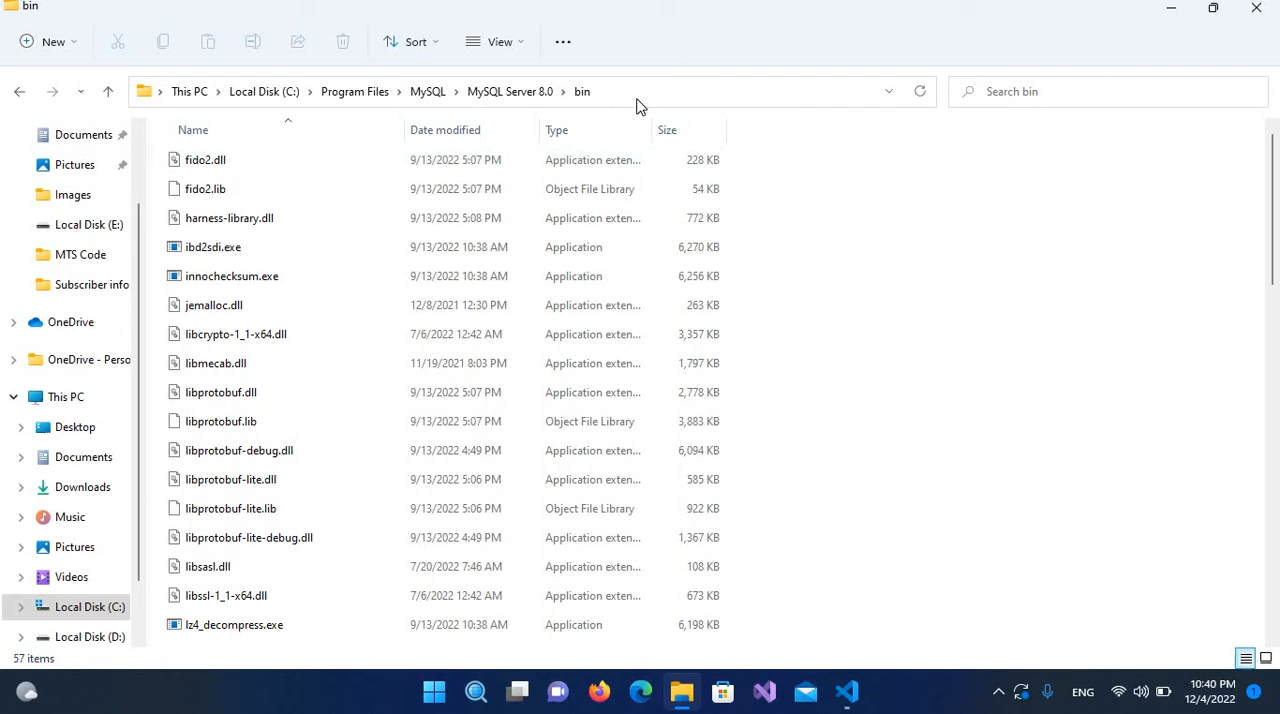 bin
New Sort View
This PC Local Disk (C:) Program Files MySQL MySQL Server 8.0 bin Search bin
Documents
Pictures
Images
Local Disk (E:)
MTS Code
Subscriber info
OneDrive
OneDrive - Perso
This PC
Desktop
Documents
Downloads
Music
Pictures
Videos
Local Disk (C:)
Local Disk (D:)
Name Date modified Type Size
fido2.dll 9/13/2022 5:07 PM Application exten... 228 KB
fido2.lib 9/13/2022 5:07 PM Object File Library 54 KB
harness-library.dll 9/13/2022 5:08 PM Application exten... 772 KB
ibd2sdi.exe 9/13/2022 10:38 AM Application 6,270 KB
innochecksum.exe 9/13/2022 10:38 AM Application 6,256 KB
jemalloc.dll 12/8/2021 12:30 PM Application exten... 263 KB
libcrypto-1_1-x64.dll 7/6/2022 12:42 AM Application exten... 3,357 KB
libmecab.dll 11/19/2021 8:03 PM Application exten... 1,797 KB
libprotobuf.dll 9/13/2022 5:07 PM Application exten... 2,778 KB
libprotobuf.lib 9/13/2022 5:07 PM Object File Library 3,883 KB
libprotobuf-debug.dll 9/13/2022 4:49 PM Application exten... 6,094 KB
libprotobuf-lite.dll 9/13/2022 5:06 PM Application exten... 585 KB
libprotobuf-lite.lib 9/13/2022 5:06 PM Object File Library 922 KB
libprotobuf-lite-debug.dll 9/13/2022 4:49 PM Application exten... 1,367 KB
libsasl.dll 7/20/2022 7:46 AM Application exten... 108 KB
libssl-1_1-x64.dll 7/6/2022 12:42 AM Application exten... 673 KB
lz4_decompress.exe 9/13/2022 10:38 AM Application 6,198 KB
57 items
ENG 10:40 PM
12/4/2022 1